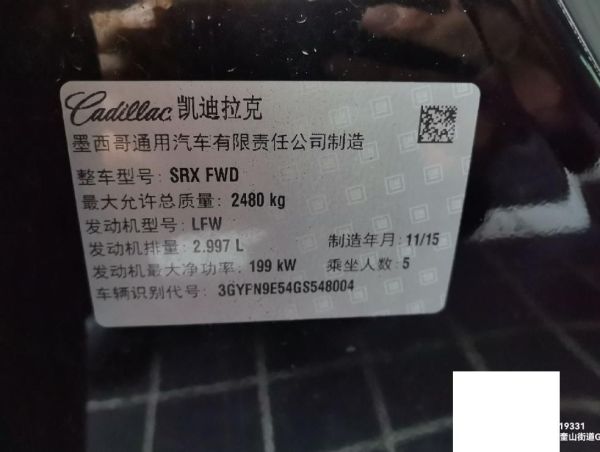 Cadillac 凯迪拉克
墨西哥通用汽车有限责任公司制造
整车型号: SRX FWD
最大允许总质量: 2480 kg
发动机型号: LFW
发动机排量: 2.997 L
制造年月: 11/15
发动机最大净功率: 199 kW
乘坐人数: 5
车辆识别代号: 3GYFN9E54GS548004
19331
山街道G